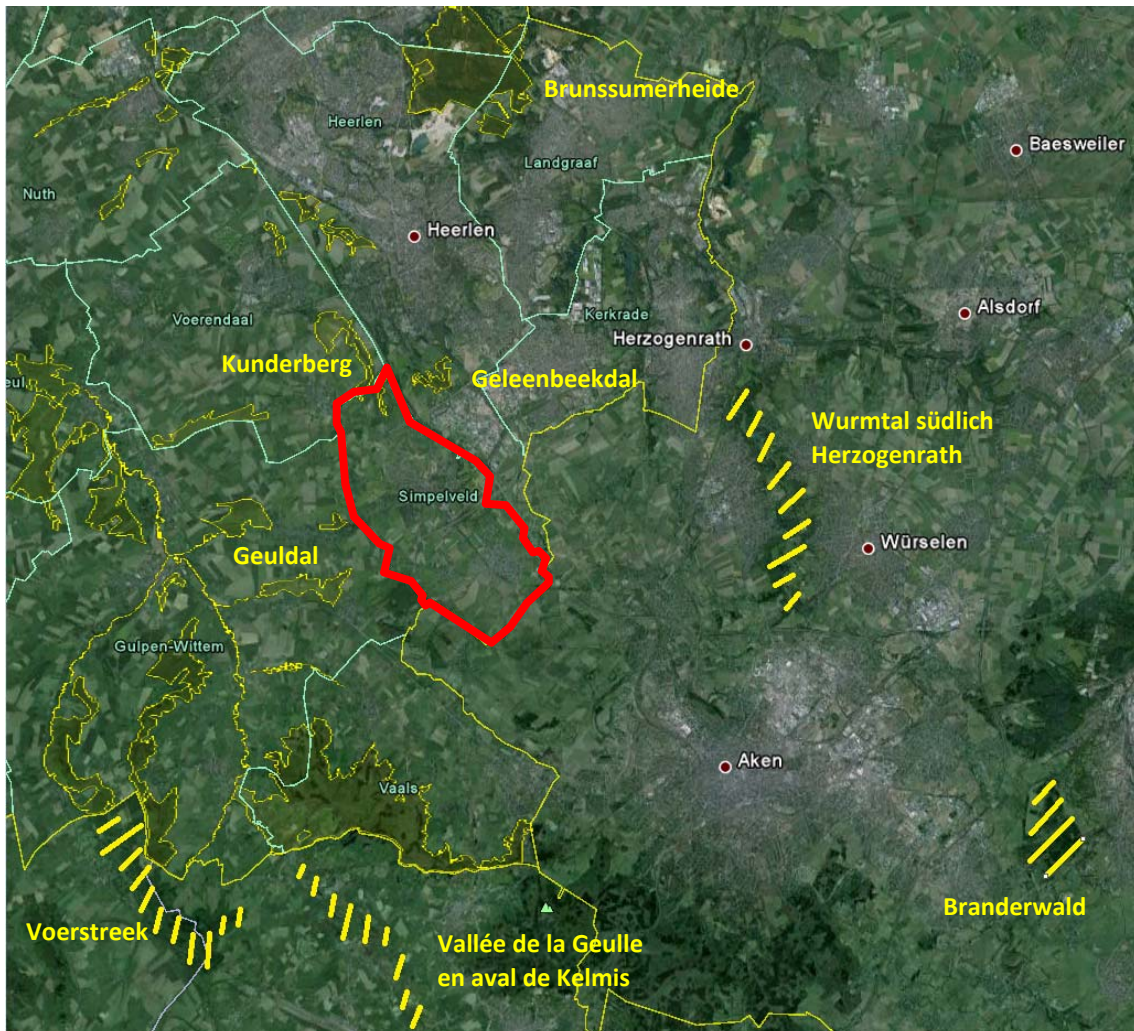 Brunssumerheide
Heerlen
Baesweiler
Landgraaf
Nuth
Heerlen
Alsdorf
Voerendaal
Kerkrade
Herzogenrath
Kunderberg
Geleenbeekdal
eul
Wurmtal südlich
Herzogenrath
Simpelveld
Würselen
Geuldal
Gulpen-Wittem
Aken
Vaals
Branderwald
Voerstreek
Vallée de la Geulle
en aval de Kelmis